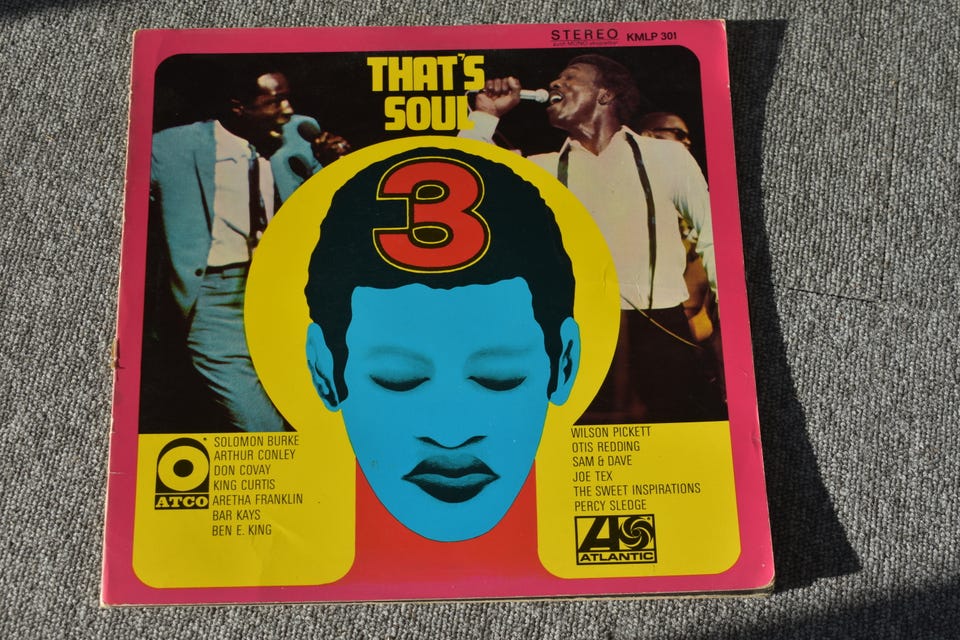 STEREO KMLP 301
THAT'S
SOUL
3
SOLOMON BURKE
ARTHUR CONLEY
DON COVAY
KING CURTIS
ARETHA FRANKLIN
BAR KAYS
BEN E. KING
ATCO
WILSON PICKETT
OTIS REDDING
SAM & DAVE
JOE TEX
THE SWEET INSPIRATIONS
PERCY SLEDGE
ATLANTIC